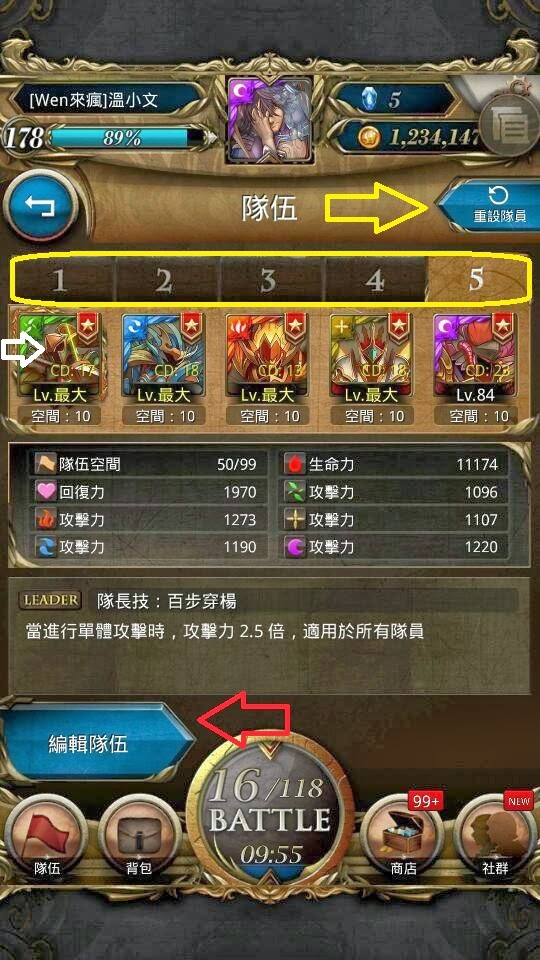 [Wen來瘋]溫小文
5
178
89%
1,234,147
隊伍
重設隊員
1
2
3
4
5
CD: 17
CD: 18
CD: 13
CD: 18
CD: 23
Lv.最大
Lv.最大
Lv.最大
Lv.最大
Lv.84
空間：10
空間：10
空間：10
空間：10
空間：10
隊伍空間 50/99
生命力 11174
回復力 1970
攻擊力 1096
攻擊力 1273
攻擊力 1107
攻擊力 1190
攻擊力 1220
LEADER 隊長技：百步穿楊
當進行單體攻擊時，攻擊力 2.5 倍，適用於所有隊員
編輯隊伍
16/118
BATTLE
09:55
99+
NEW
隊伍
背包
商店
社群